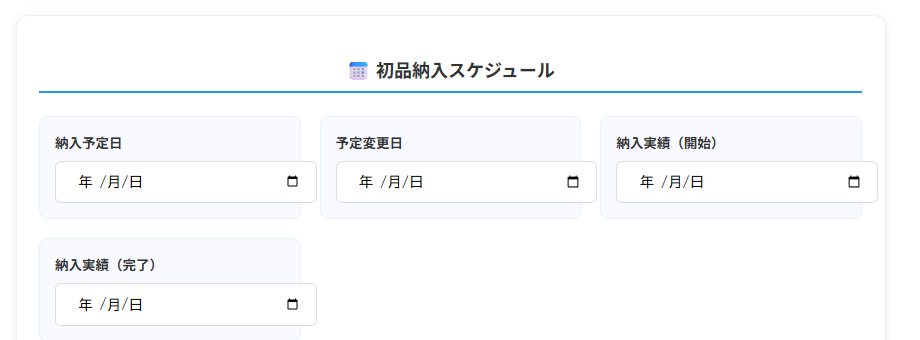 初品納入スケジュール
納入予定日
予定変更日
納入実績（開始）
年 /月/日
年 /月/日
年 /月/日
納入実績（完了）
年 /月/日